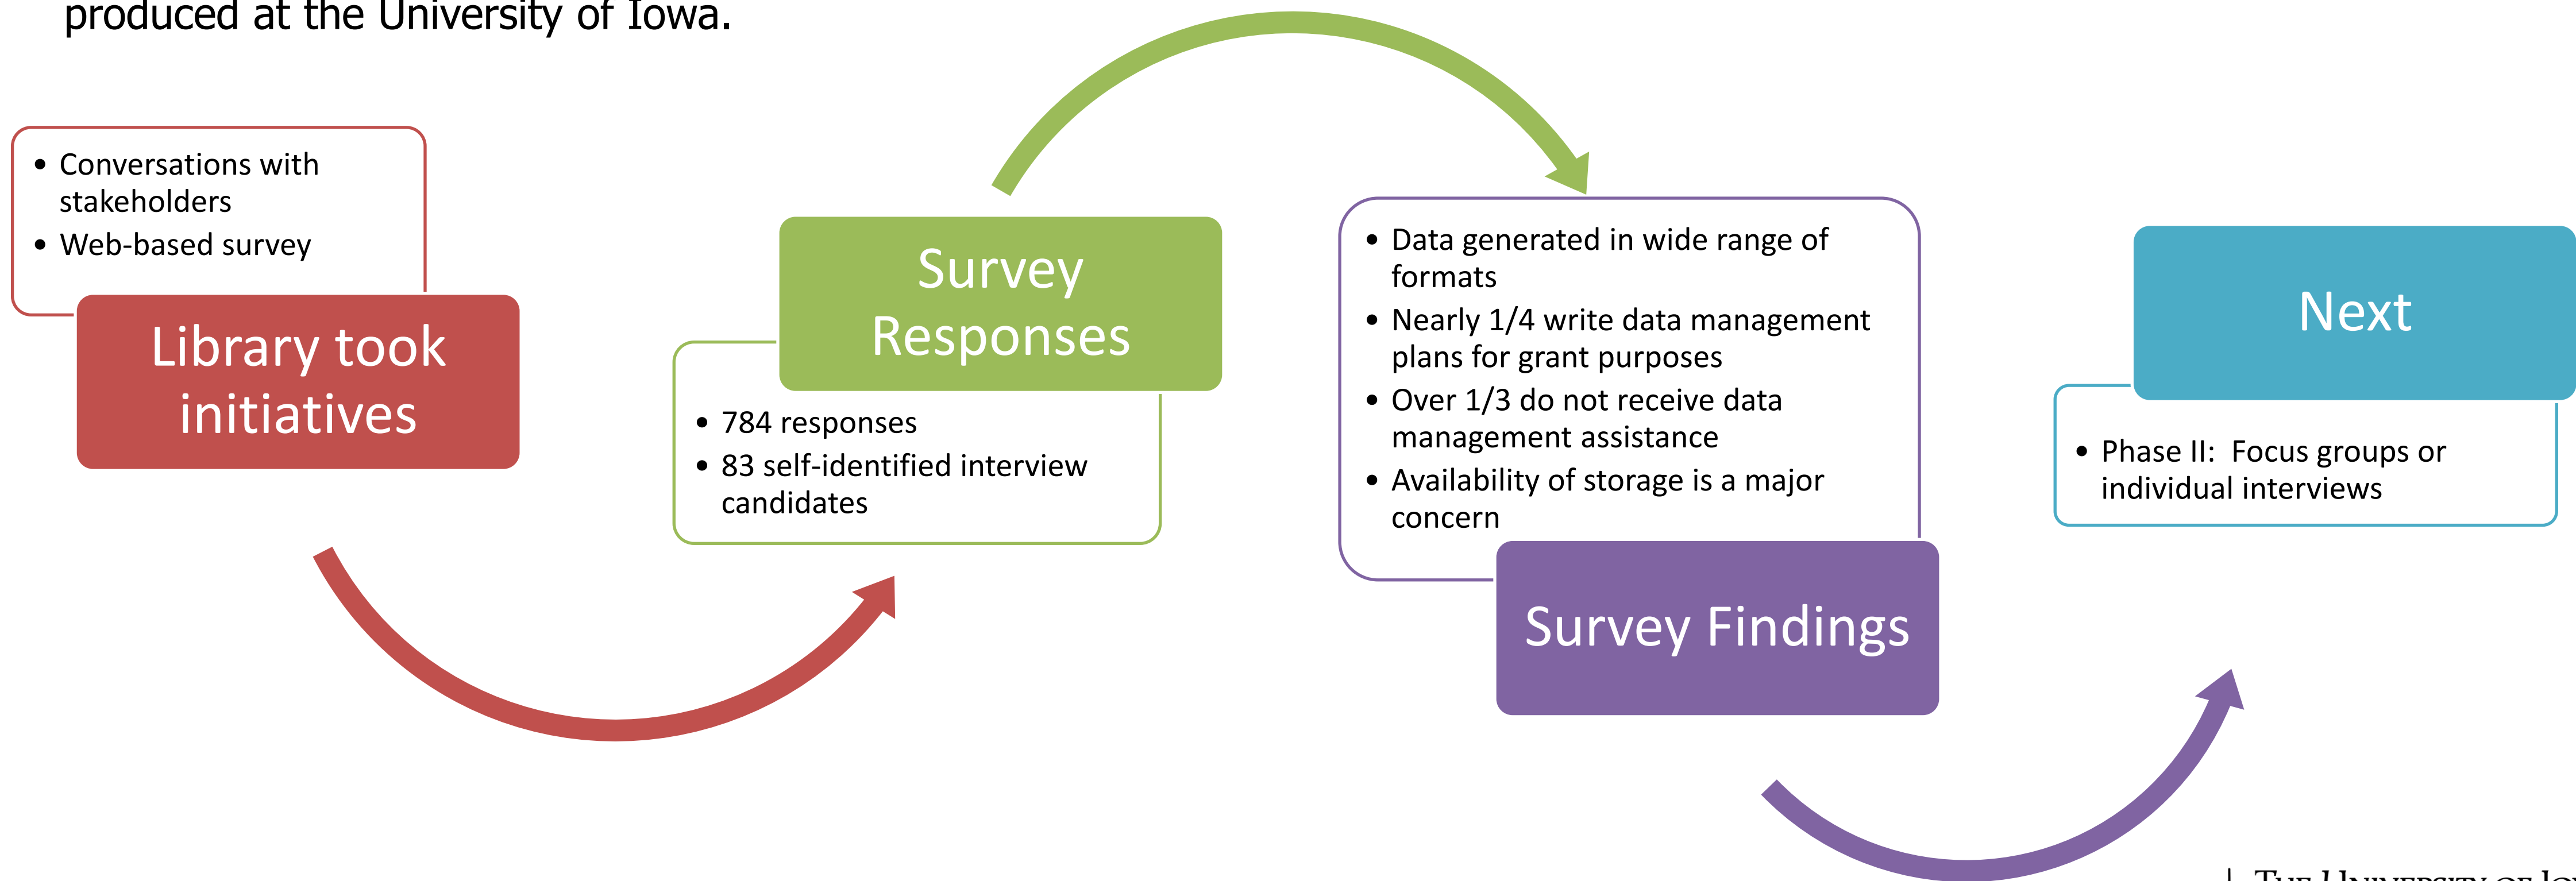 produced at the University of Iowa.
• Conversations with
stakeholders
• Web-based survey
Library took
initiatives
Survey
Responses
• 784 responses
• 83 self-identified interview
candidates
• Data generated in wide range of
formats
• Nearly 1/4 write data management
plans for grant purposes
• Over 1/3 do not receive data
management assistance
• Availability of storage is a major
concern
Survey Findings
Next
• Phase II:  Focus groups or
individual interviews
THE UNIVERSITY OF